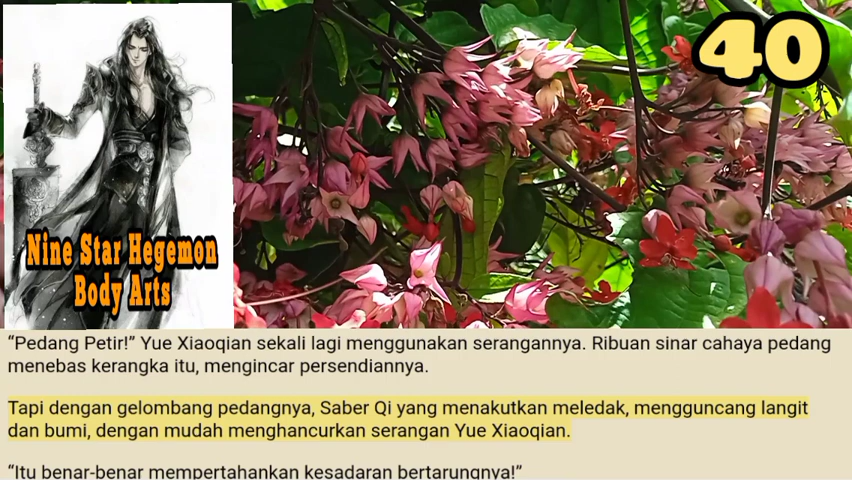 40
Nine Star Hegemon
Body Arts
“Pedang Petir!” Yue Xiaoqian sekali lagi menggunakan serangannya. Ribuan sinar cahaya pedang
menebas kerangka itu, mengincar persendiannya.
Tapi dengan gelombang pedangnya, Saber Qi yang menakutkan meledak, mengguncang langit
dan bumi, dengan mudah menghancurkan serangan Yue Xiaoqian.
“Itu benar-benar mempertahankan kesadaran bertarungnya!”